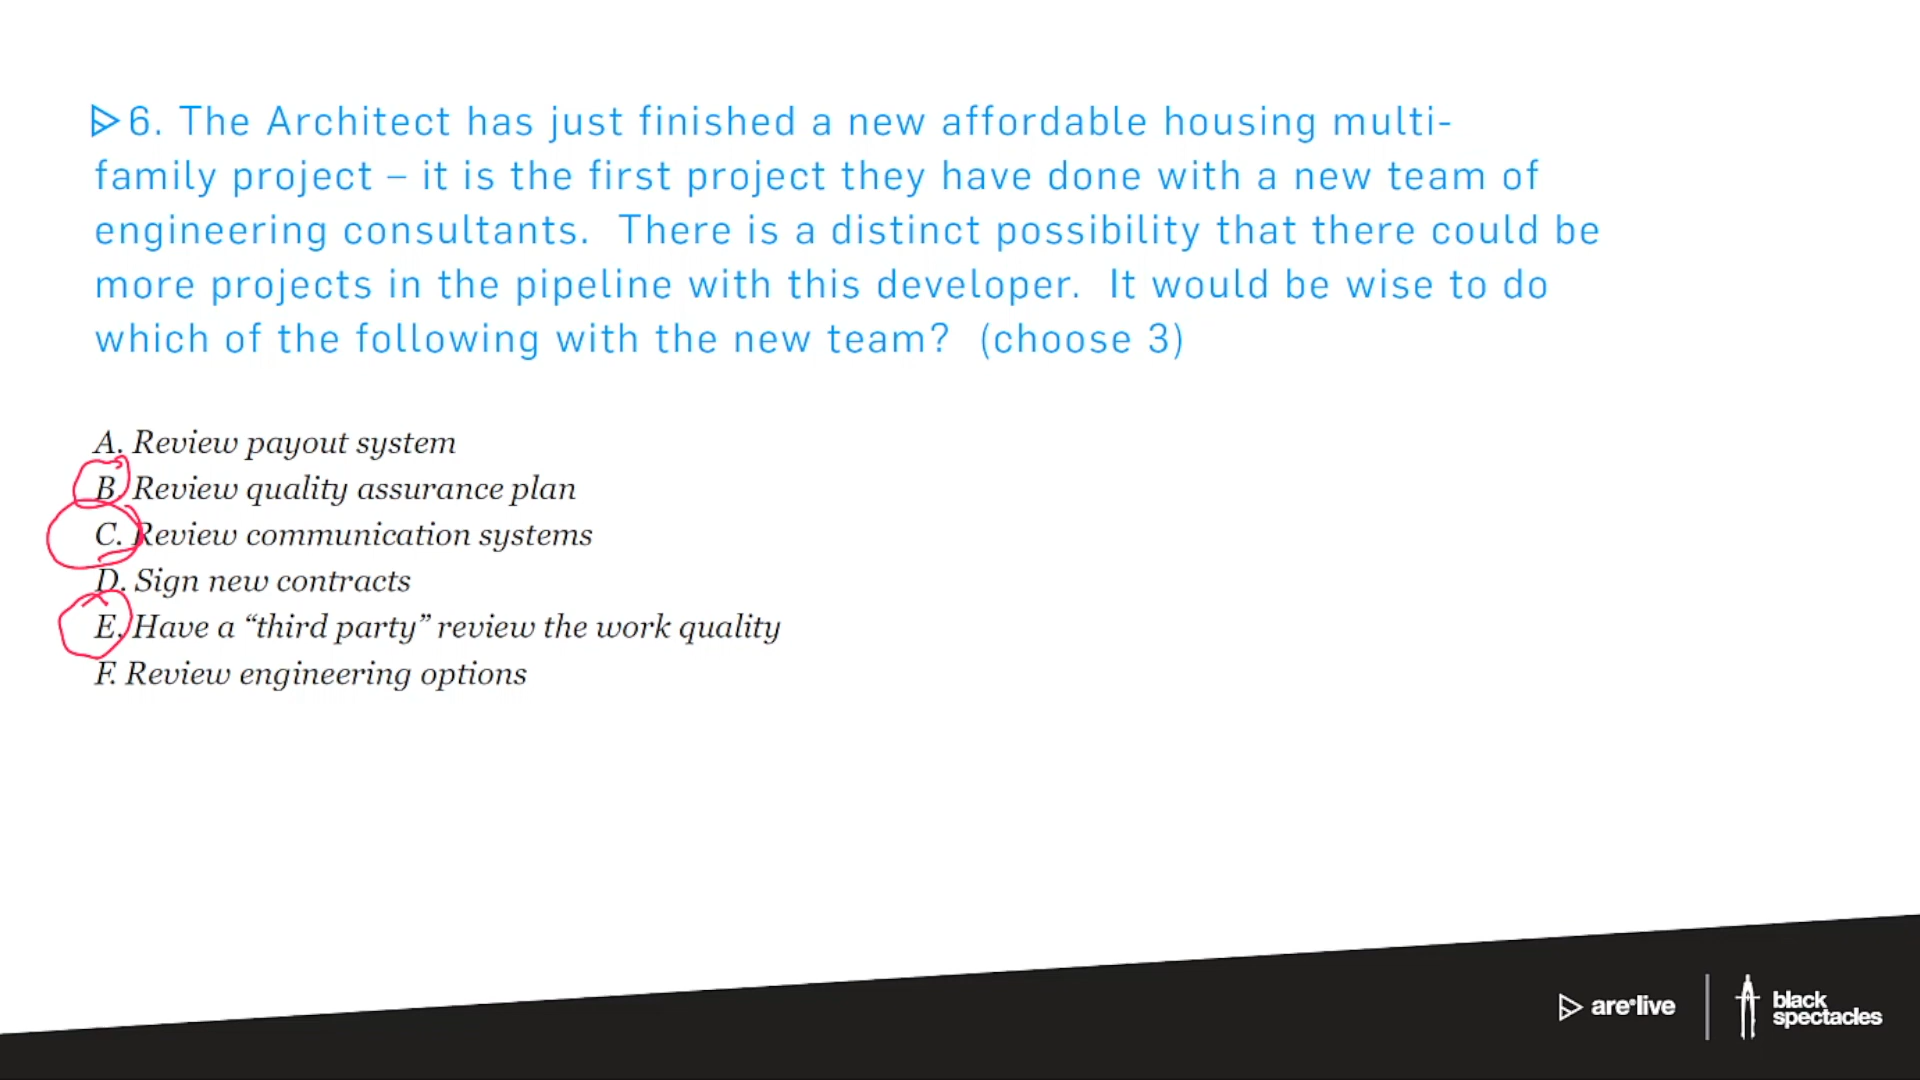 6. The Architect has just finished a new affordable housing multi-
family project – it is the first project they have done with a new team of
engineering consultants. There is a distinct possibility that there could be
more projects in the pipeline with this developer. It would be wise to do
which of the following with the new team? (choose 3)
A. Review payout system
B. Review quality assurance plan
C. Review communication systems
D. Sign new contracts
E. Have a “third party” review the work quality
F. Review engineering options
are•live
black
spectacles